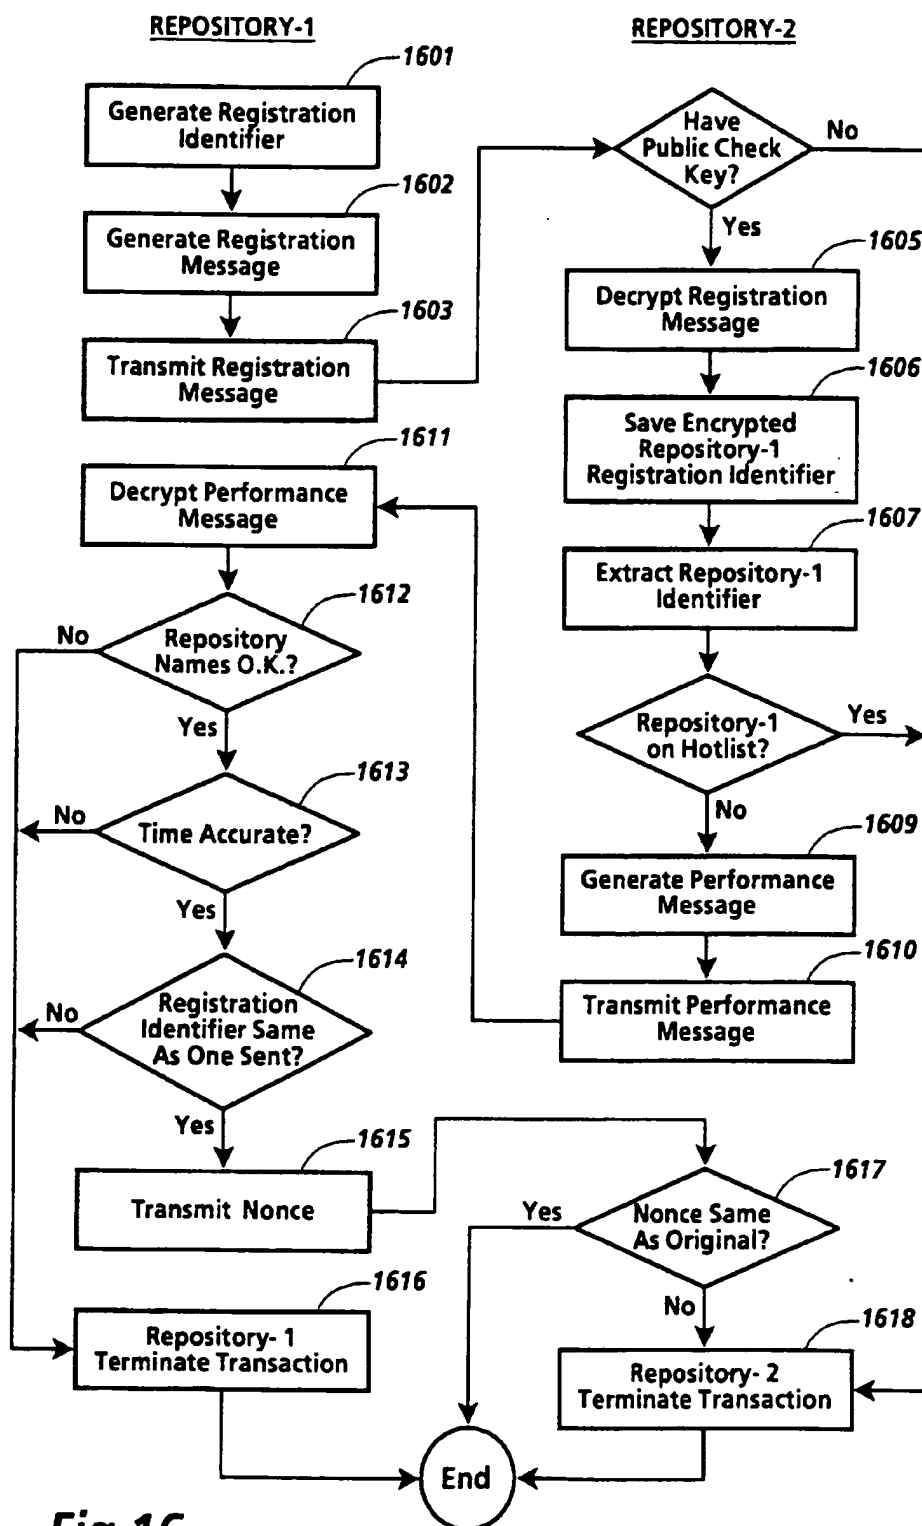 REPOSITORY-1
1601
Generate Registration
Identifier
1602
Generate Registration
Message
1603
Transmit Registration
Message
1611
Decrypt Performance
Message
1612
Repository
Names O.K.?
No
Yes
1613
Time Accurate?
No
Yes
1614
Registration
Identifier Same
As One Sent?
No
Yes
1615
Transmit Nonce
1616
Repository- 1
Terminate Transaction
REPOSITORY-2
Have
Public Check
Key?
No
Yes
1605
Decrypt Registration
Message
1606
Save Encrypted
Repository-1
Registration Identifier
1607
Extract Repository-1
Identifier
Repository-1
on Hotlist?
Yes
No
1609
Generate Performance
Message
1610
Transmit Performance
Message
1617
Nonce Same
As Original?
Yes
No
1618
Repository- 2
Terminate Transaction
End
Fig.16